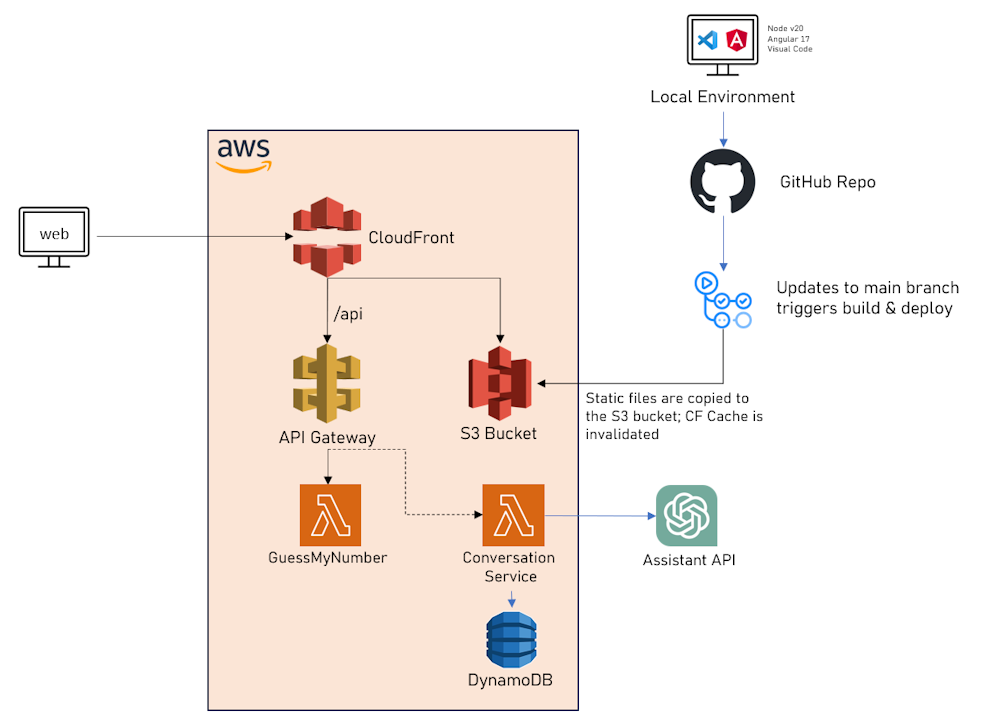 Node v20
Angular 17
Visual Code
Local Environment
aws
GitHub Repo
web
CloudFront
Updates to main branch
triggers build & deploy
/api
Static files are copied to
the S3 bucket; CF Cache is
invalidated
API Gateway
S3 Bucket
GuessMyNumber
Conversation
Service
Assistant API
DynamoDB